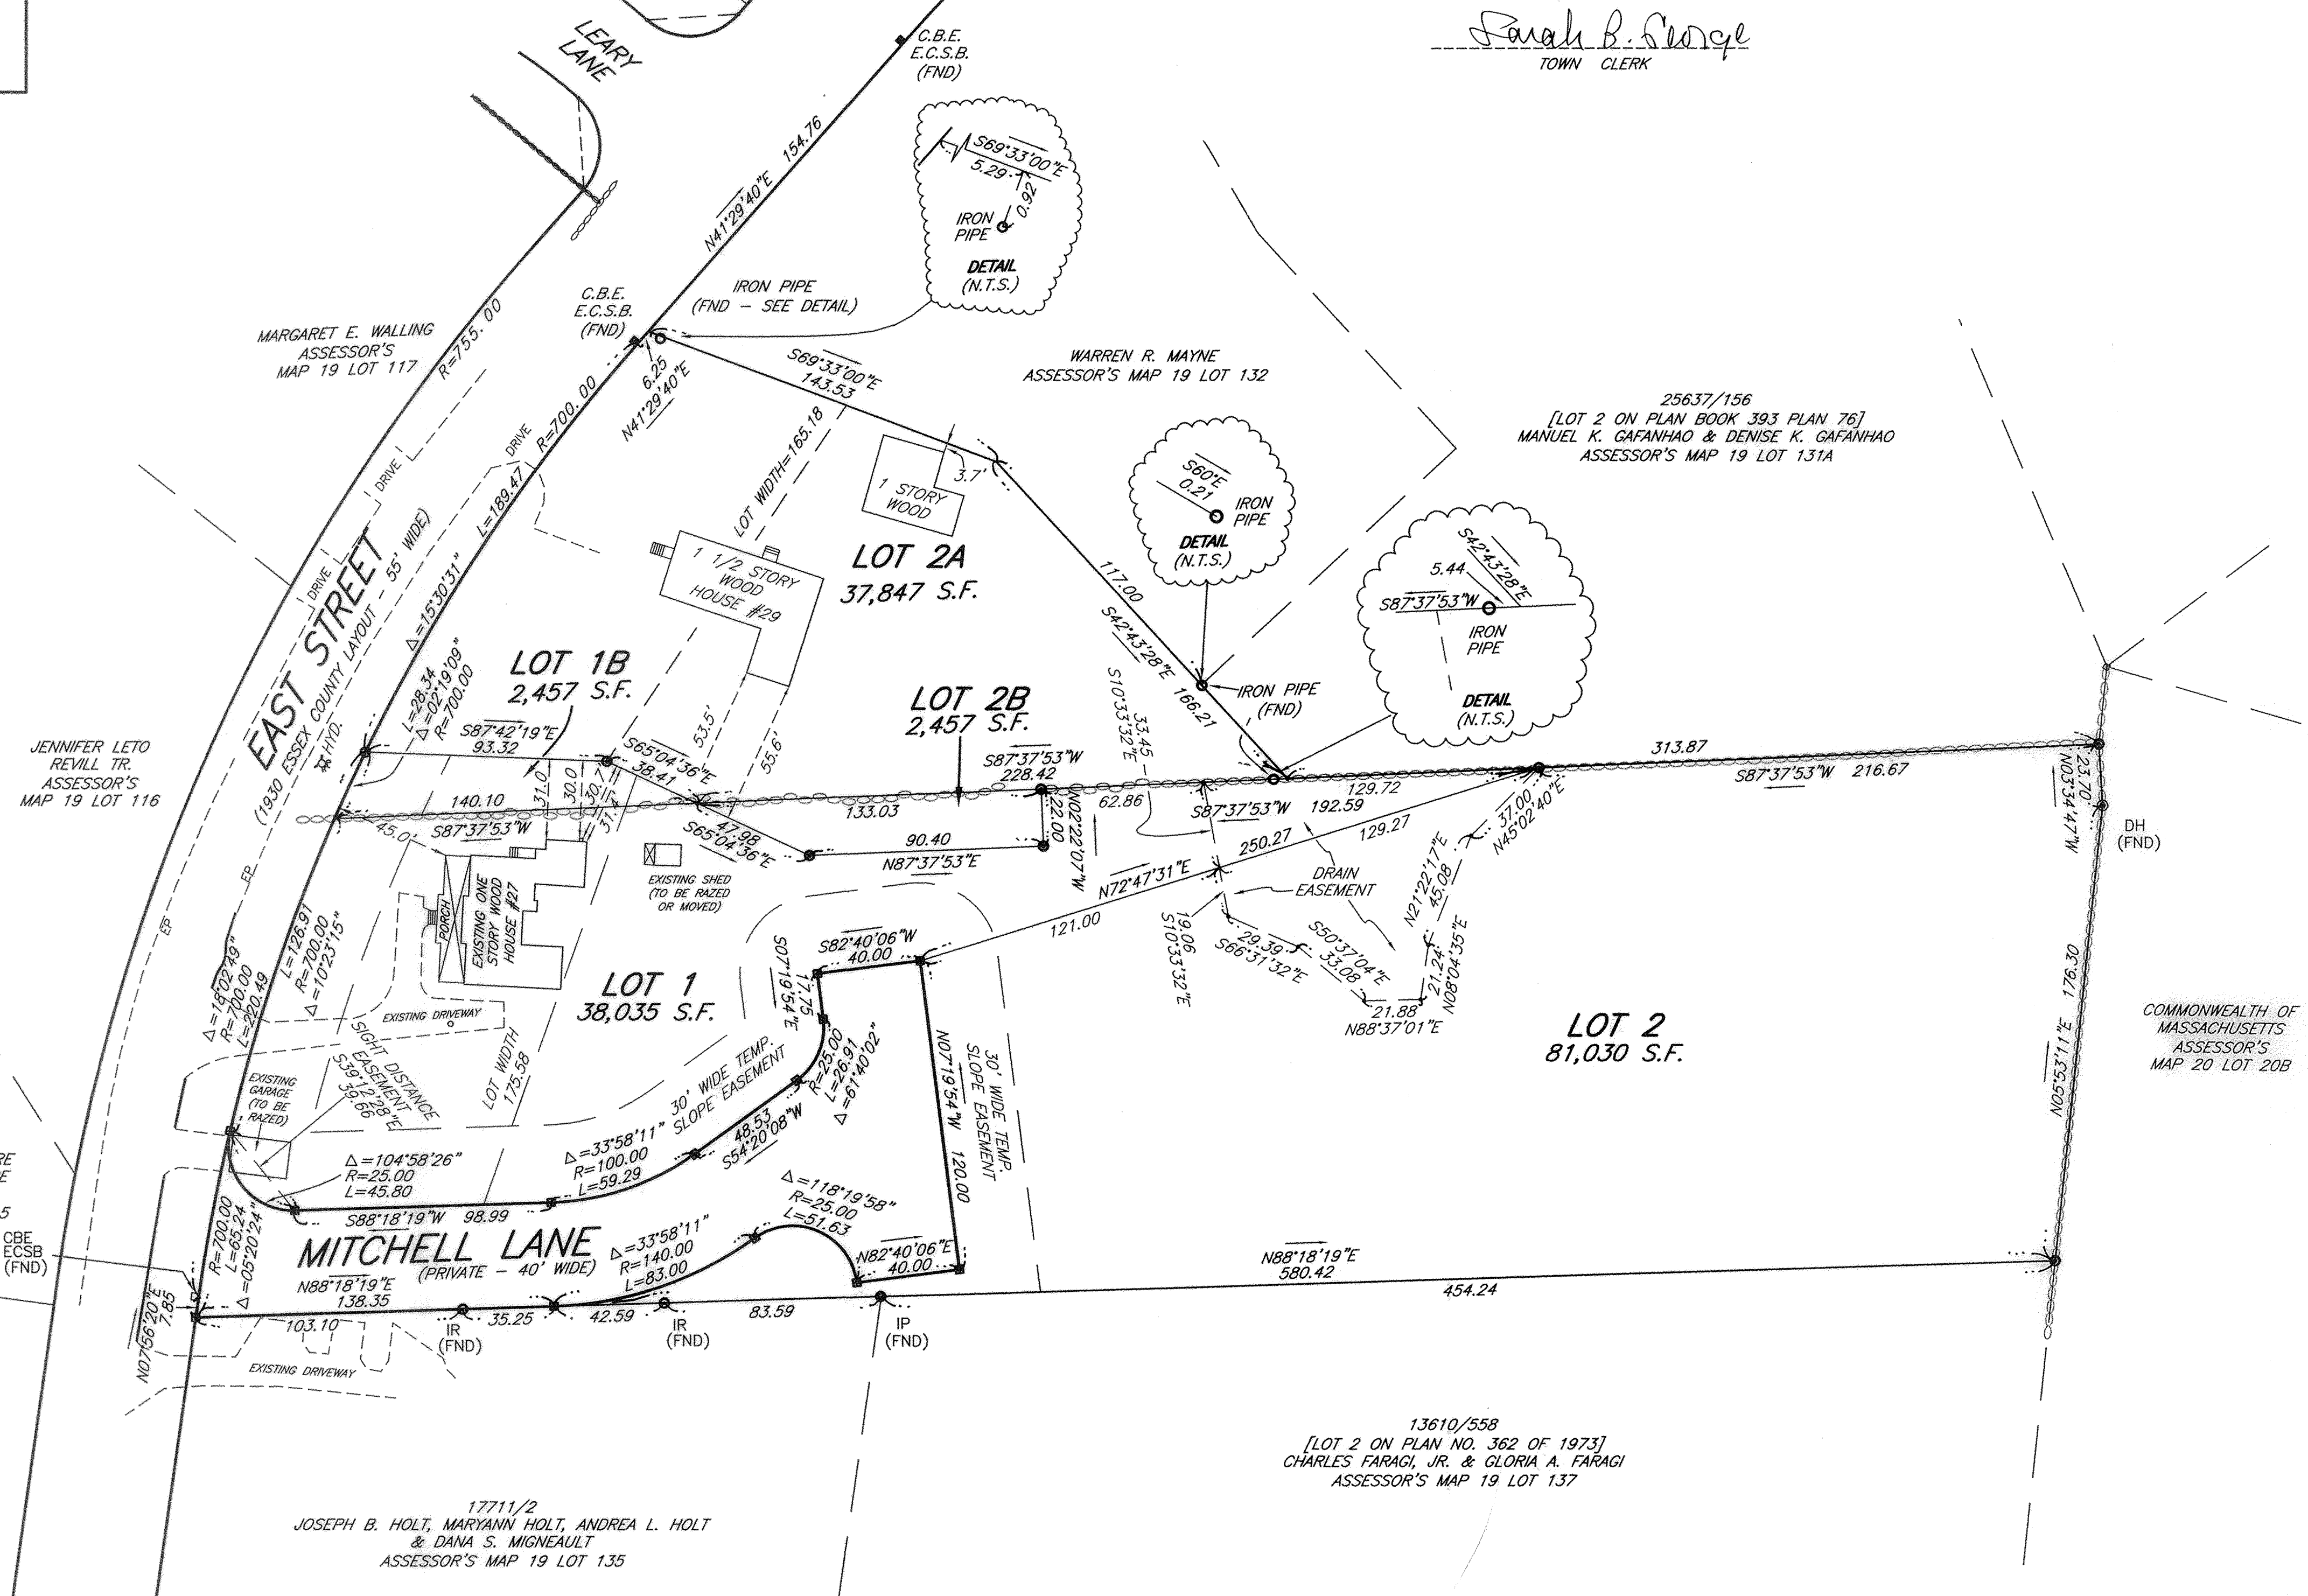 Sarah B. George
TOWN CLERK
LEARY
LANE
C.B.E.
E.C.S.B.
(FND)
154.76
N41°29'40"E
S69°33'00"E
5.29
0.92
IRON
PIPE
DETAIL
(N.T.S.)
C.B.E.
E.C.S.B.
(FND)
IRON PIPE
(FND - SEE DETAIL)
6.25
N41°29'40"E
MARGARET E. WALLING
ASSESSOR'S
MAP 19 LOT 117
R=755.00
R=700.00
L=189.47
Δ=15°30'31"
DRIVE
DRIVE
DRIVE
S69°33'00"E
143.53
LOT WIDTH=165.18
WARREN R. MAYNE
ASSESSOR'S MAP 19 LOT 132
25637/156
[LOT 2 ON PLAN BOOK 393 PLAN 76]
MANUEL K. GAFANHAO & DENISE K. GAFANHAO
ASSESSOR'S MAP 19 LOT 131A
1 STORY
WOOD
3.7'
S60°E
0.21
IRON
PIPE
DETAIL
(N.T.S.)
S42°43'28"E
5.44
S87°37'53"W
IRON
PIPE
DETAIL
(N.T.S.)
1 1/2 STORY
WOOD
HOUSE #29
LOT 2A
37,847 S.F.
117.00
S42°43'28"E
166.21
IRON PIPE
(FND)
EAST STREET
(1930 ESSEX COUNTY LAYOUT - 55' WIDE)
HYD.
EP
EP
JENNIFER LETO
REVILL TR.
ASSESSOR'S
MAP 19 LOT 116
L=28.34
Δ=02°19'09"
R=700.00
LOT 1B
2,457 S.F.
S87°42'19"E
93.32
S65°04'36"E
38.41
53.5'
55.6'
31.0'
30.0
30.7'
31.4'
LOT 2B
2,457 S.F.
S87°37'53"W
228.42
S10°33'32"E
33.45
140.10
S87°37'53"W
45.0'
133.03
47.98
S65°04'36"E
90.40
N87°37'53"E
22.00
N02°22'07"W
62.86
S87°37'53"W
129.72
192.59
313.87
S87°37'53"W 216.67
23.70
N03°34'47"W
DH
(FND)
250.27
129.27
N72°47'31"E
121.00
DRAIN
EASEMENT
37.00
N45°02'40"E
N21°22'17"E
45.08
21.24
N08°04'35"E
19.06
S10°33'32"E
29.39
S66°31'32"E
S50°37'04"E
33.08
21.88
N88°37'01"E
PORCH
EXISTING ONE
STORY WOOD
HOUSE #27
EXISTING SHED
(TO BE RAZED
OR MOVED)
LOT 1
38,035 S.F.
L=126.91
R=700.00
Δ=10°23'15"
Δ=18°02'49"
R=700.00
L=220.49
EXISTING DRIVEWAY
SIGHT DISTANCE
EASEMENT
S39°12'28"E
39.66
EXISTING
GARAGE
(TO BE
RAZED)
LOT WIDTH
175.58
S82°40'06"W
40.00
S07°19'54"E
17.75
R=25.00
L=26.91
Δ=61°40'02"
30' WIDE TEMP.
SLOPE EASEMENT
48.53
S54°20'08"W
N07°19'54"W 120.00
30' WIDE TEMP.
SLOPE EASEMENT
LOT 2
81,030 S.F.
N05°53'11"E 176.30
COMMONWEALTH OF
MASSACHUSETTS
ASSESSOR'S
MAP 20 LOT 20B
Δ=104°58'26"
R=25.00
L=45.80
Δ=33°58'11"
R=100.00
L=59.29
S88°18'19"W 98.99
Δ=118°19'58"
R=25.00
L=51.63
MITCHELL LANE
(PRIVATE - 40' WIDE)
Δ=33°58'11"
R=140.00
L=83.00
N82°40'06"E
40.00
N88°18'19"E
580.42
454.24
R=700.00
L=65.24
Δ=05°20'24"
CBE
ECSB
(FND)
N07°56'20"E
7.85
N88°18'19"E
138.35
103.10
35.25
42.59
83.59
IR
(FND)
IR
(FND)
IP
(FND)
EXISTING DRIVEWAY
17711/2
JOSEPH B. HOLT, MARYANN HOLT, ANDREA L. HOLT
& DANA S. MIGNEAULT
ASSESSOR'S MAP 19 LOT 135
13610/558
[LOT 2 ON PLAN NO. 362 OF 1973]
CHARLES FARAGI, JR. & GLORIA A. FARAGI
ASSESSOR'S MAP 19 LOT 137